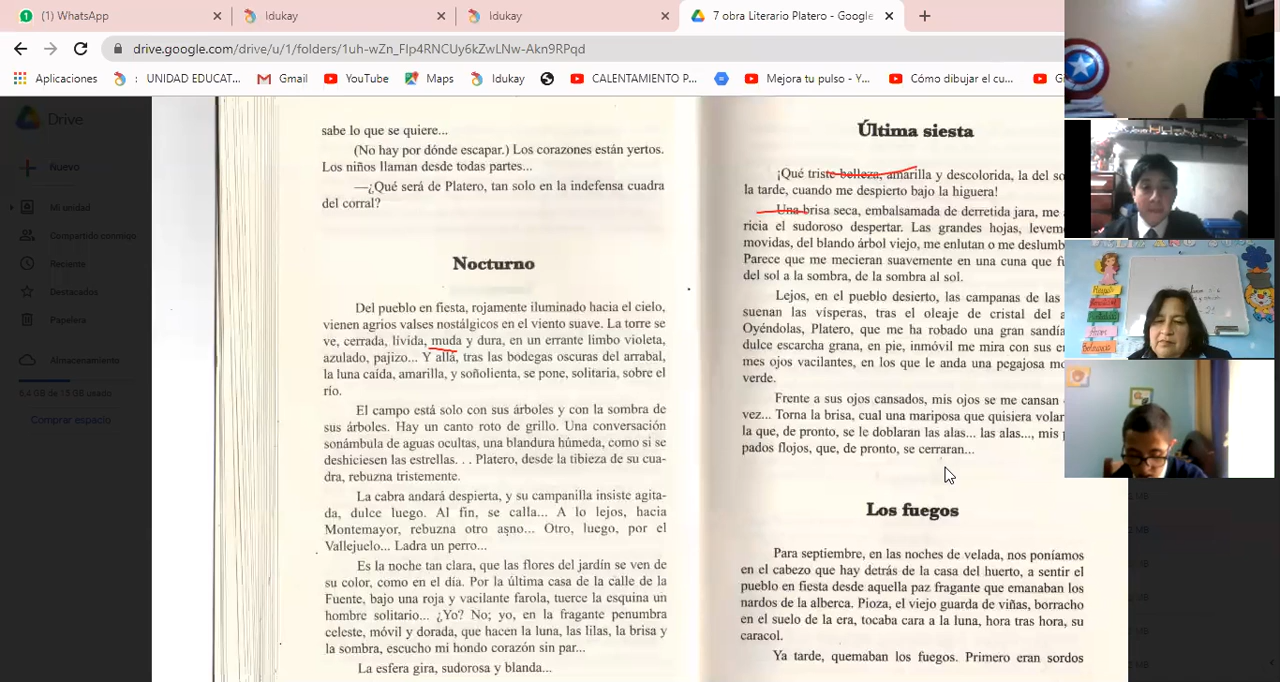 (1) WhatsApp
Idukay
Idukay
7 obra Literario Platero - Google
drive.google.com/drive/u/1/folders/1uh-wZn_FIp4RNCUy6kZwLNw-Akn9RPqd
Aplicaciones
: UNIDAD EDUCAT...
Gmail
YouTube
Maps
Idukay
CALENTAMIENTO P...
Mejora tu pulso - Y...
Cómo dibujar el cu...
Drive
Nuevo
Mi unidad
Compartido conmigo
Reciente
Destacados
Papelera
Almacenamiento
6,4 GB de 15 GB usado
Comprar espacio
sabe lo que se quiere...
(No hay por dónde escapar.) Los corazones están yertos.
Los niños llaman desde todas partes...
—¿Qué será de Platero, tan solo en la indefensa cuadra
del corral?
Nocturno
Del pueblo en fiesta, rojamente iluminado hacia el cielo,
vienen agrios valses nostálgicos en el viento suave. La torre se
ve, cerrada, lívida, muda y dura, en un errante limbo violeta,
azulado, pajizo... Y allá, tras las bodegas oscuras del arrabal,
la luna caída, amarilla, y soñolienta, se pone, solitaria, sobre el
río.
El campo está solo con sus árboles y con la sombra de
sus árboles. Hay un canto roto de grillo. Una conversación
sonámbula de aguas ocultas, una blandura húmeda, como si se
deshiciesen las estrellas. . . Platero, desde la tibieza de su cua-
dra, rebuzna tristemente.
La cabra andará despierta, y su campanilla insiste agita-
da, dulce luego. Al fin, se calla... A lo lejos, hacia
Montemayor, rebuzna otro asno... Otro, luego, por el
Vallejuelo... Ladra un perro...
Es la noche tan clara, que las flores del jardín se ven de
su color, como en el día. Por la última casa de la calle de la
Fuente, bajo una roja y vacilante farola, tuerce la esquina un
hombre solitario... ¿Yo? No; yo, en la fragante penumbra
celeste, móvil y dorada, que hacen la luna, las lilas, la brisa y
la sombra, escucho mi hondo corazón sin par...
La esfera gira, sudorosa y blanda...
Última siesta
¡Qué triste belleza, amarilla y descolorida, la del so
la tarde, cuando me despierto bajo la higuera!
Una brisa seca, embalsamada de derretida jara, me
ricia el sudoroso despertar. Las grandes hojas, levem
movidas, del blando árbol viejo, me enlutan o me deslumb
Parece que me mecieran suavemente en una cuna que fu
del sol a la sombra, de la sombra al sol.
Lejos, en el pueblo desierto, las campanas de las
suenan las vísperas, tras el oleaje de cristal del
Oyéndolas, Platero, que me ha robado una gran sandía
dulce escarcha grana, en pie, inmóvil me mira con sus en
mes ojos vacilantes, en los que le anda una pegajosa mo
verde.
Frente a sus ojos cansados, mis ojos se me cansan
vez... Torna la brisa, cual una mariposa que quisiera volar
la que, de pronto, se le doblaran las alas... las alas..., mis
pados flojos, que, de pronto, se cerraran...
Los fuegos
Para septiembre, en las noches de velada, nos poníamos
en el cabezo que hay detrás de la casa del huerto, a sentir el
pueblo en fiesta desde aquella paz fragante que emanaban los
nardos de la alberca. Pioza, el viejo guarda de viñas, borracho
en el suelo de la era, tocaba cara a la luna, hora tras hora, su
caracol.
Ya tarde, quemaban los fuegos. Primero eran sordos